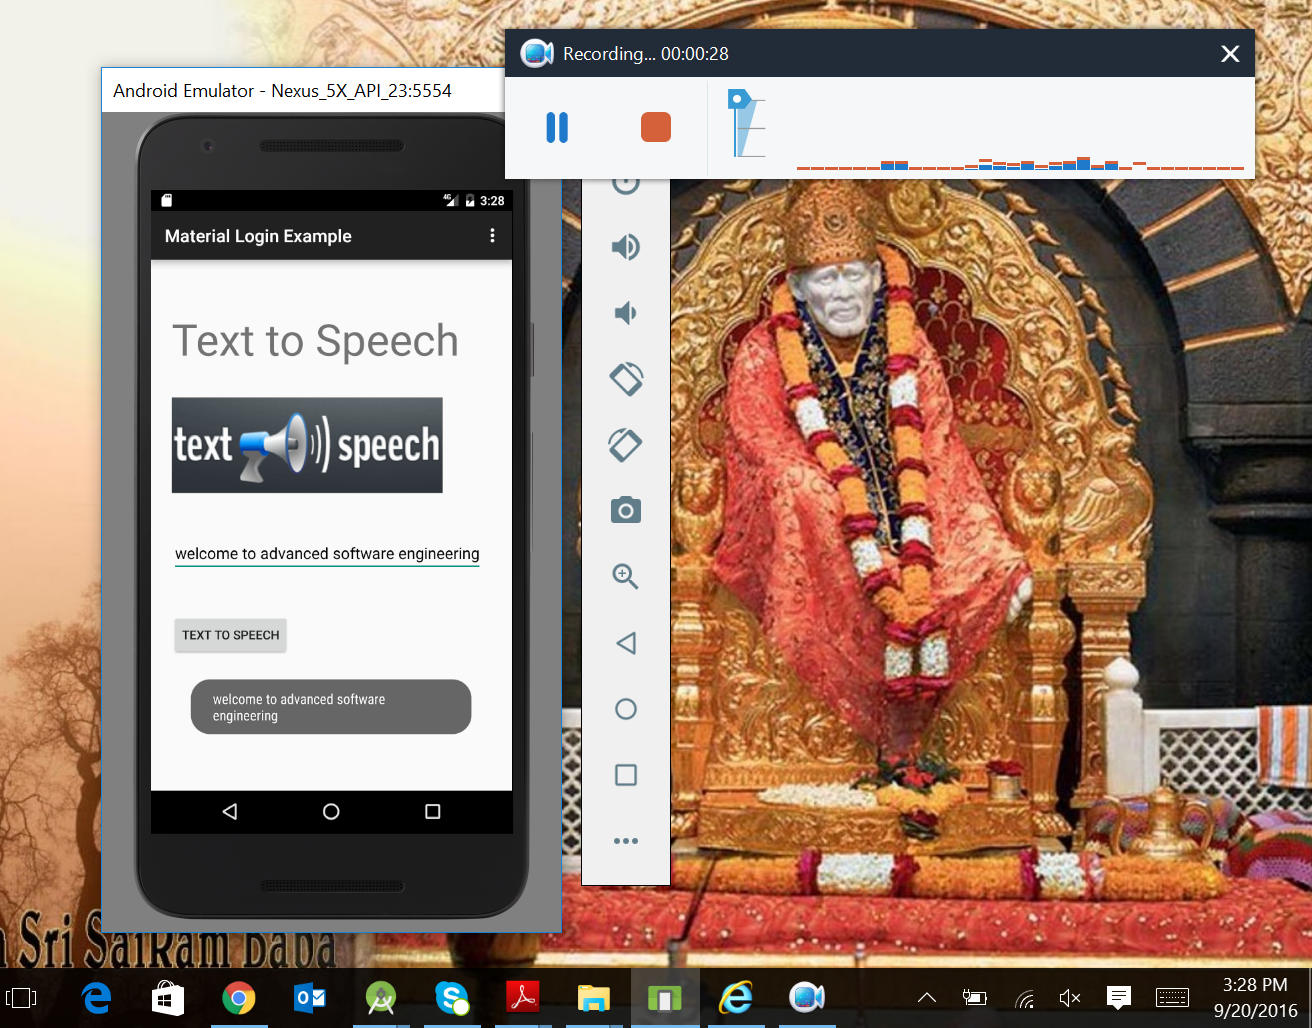 Recording... 00:00:28
Android Emulator - Nexus_5X_API_23:5554
4G 3:28
Material Login Example
Text to Speech
text speech
welcome to advanced software engineering
TEXT TO SPEECH
welcome to advanced software
engineering
Sri SaiRam Baba
3:28 PM
9/20/2016